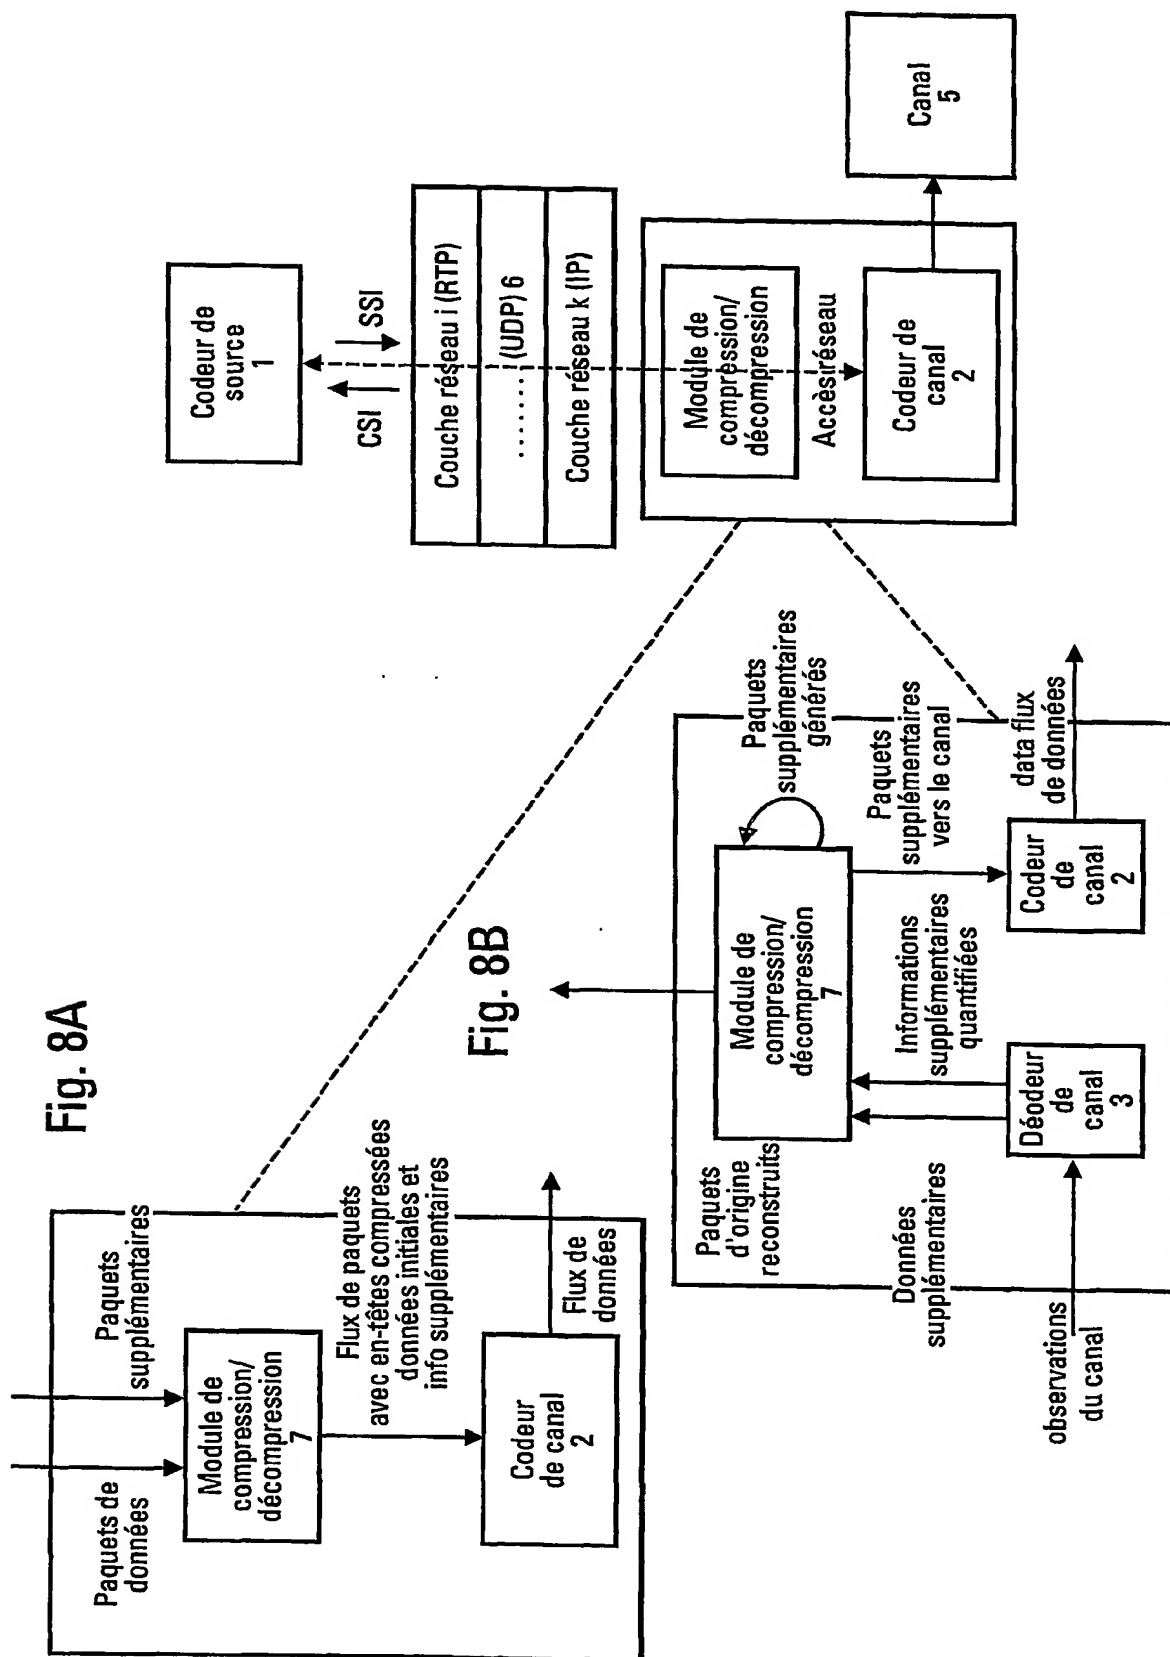 Fig. 8A
Paquets de
données
Paquets
supplémentaires
Module de
compression/
décompression
7
Flux de paquets
avec en-têtes compressées
données initiales et
info supplémentaires
Codeur
de canal
2
Flux de
données
Fig. 8B
Paquets
d'origine
reconstruits
Module de
compression/
décompression
7
Paquets
supplémentaires
générés
Données
supplémentaires
Informations
supplémentaires
quantifiées
Paquets
supplémentaires
vers le canal
observations
du canal
Déodeur
de
canal
3
Codeur
de
canal
2
data flux
de données
Codeur de
source
1
CSI
SSI
Couche réseau i (RTP)
........ (UDP) 6
Couche réseau k (IP)
Module de
compression/
décompression
Accès réseau
Codeur de
canal
2
Canal
5